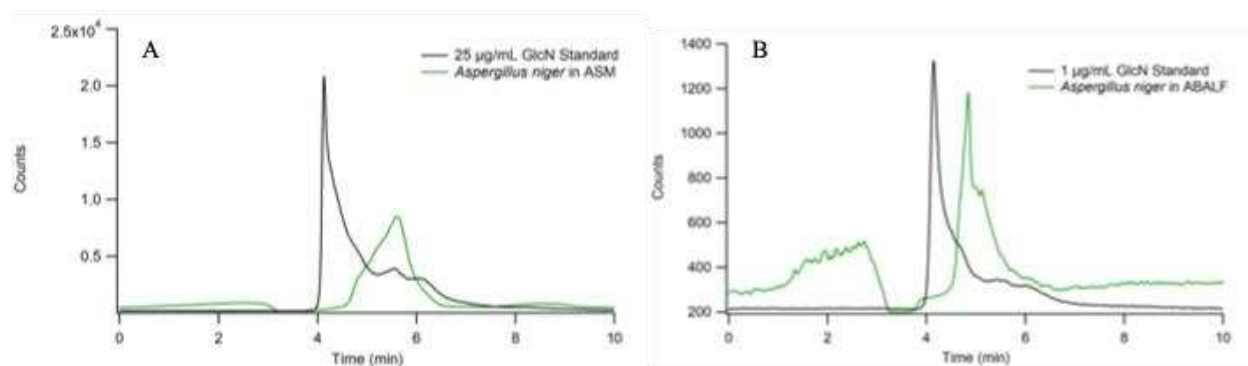 A
25 µg/mL GlcN Standard
Aspergillus niger in ASM
2.5x10⁴
2.0
1.5
1.0
0.5
Counts
0 2 4 6 8 10
Time (min)
B
1 µg/mL GlcN Standard
Aspergillus niger in ABALF
1400
1200
1000
800
600
400
200
Counts
0 2 4 6 8 10
Time (min)